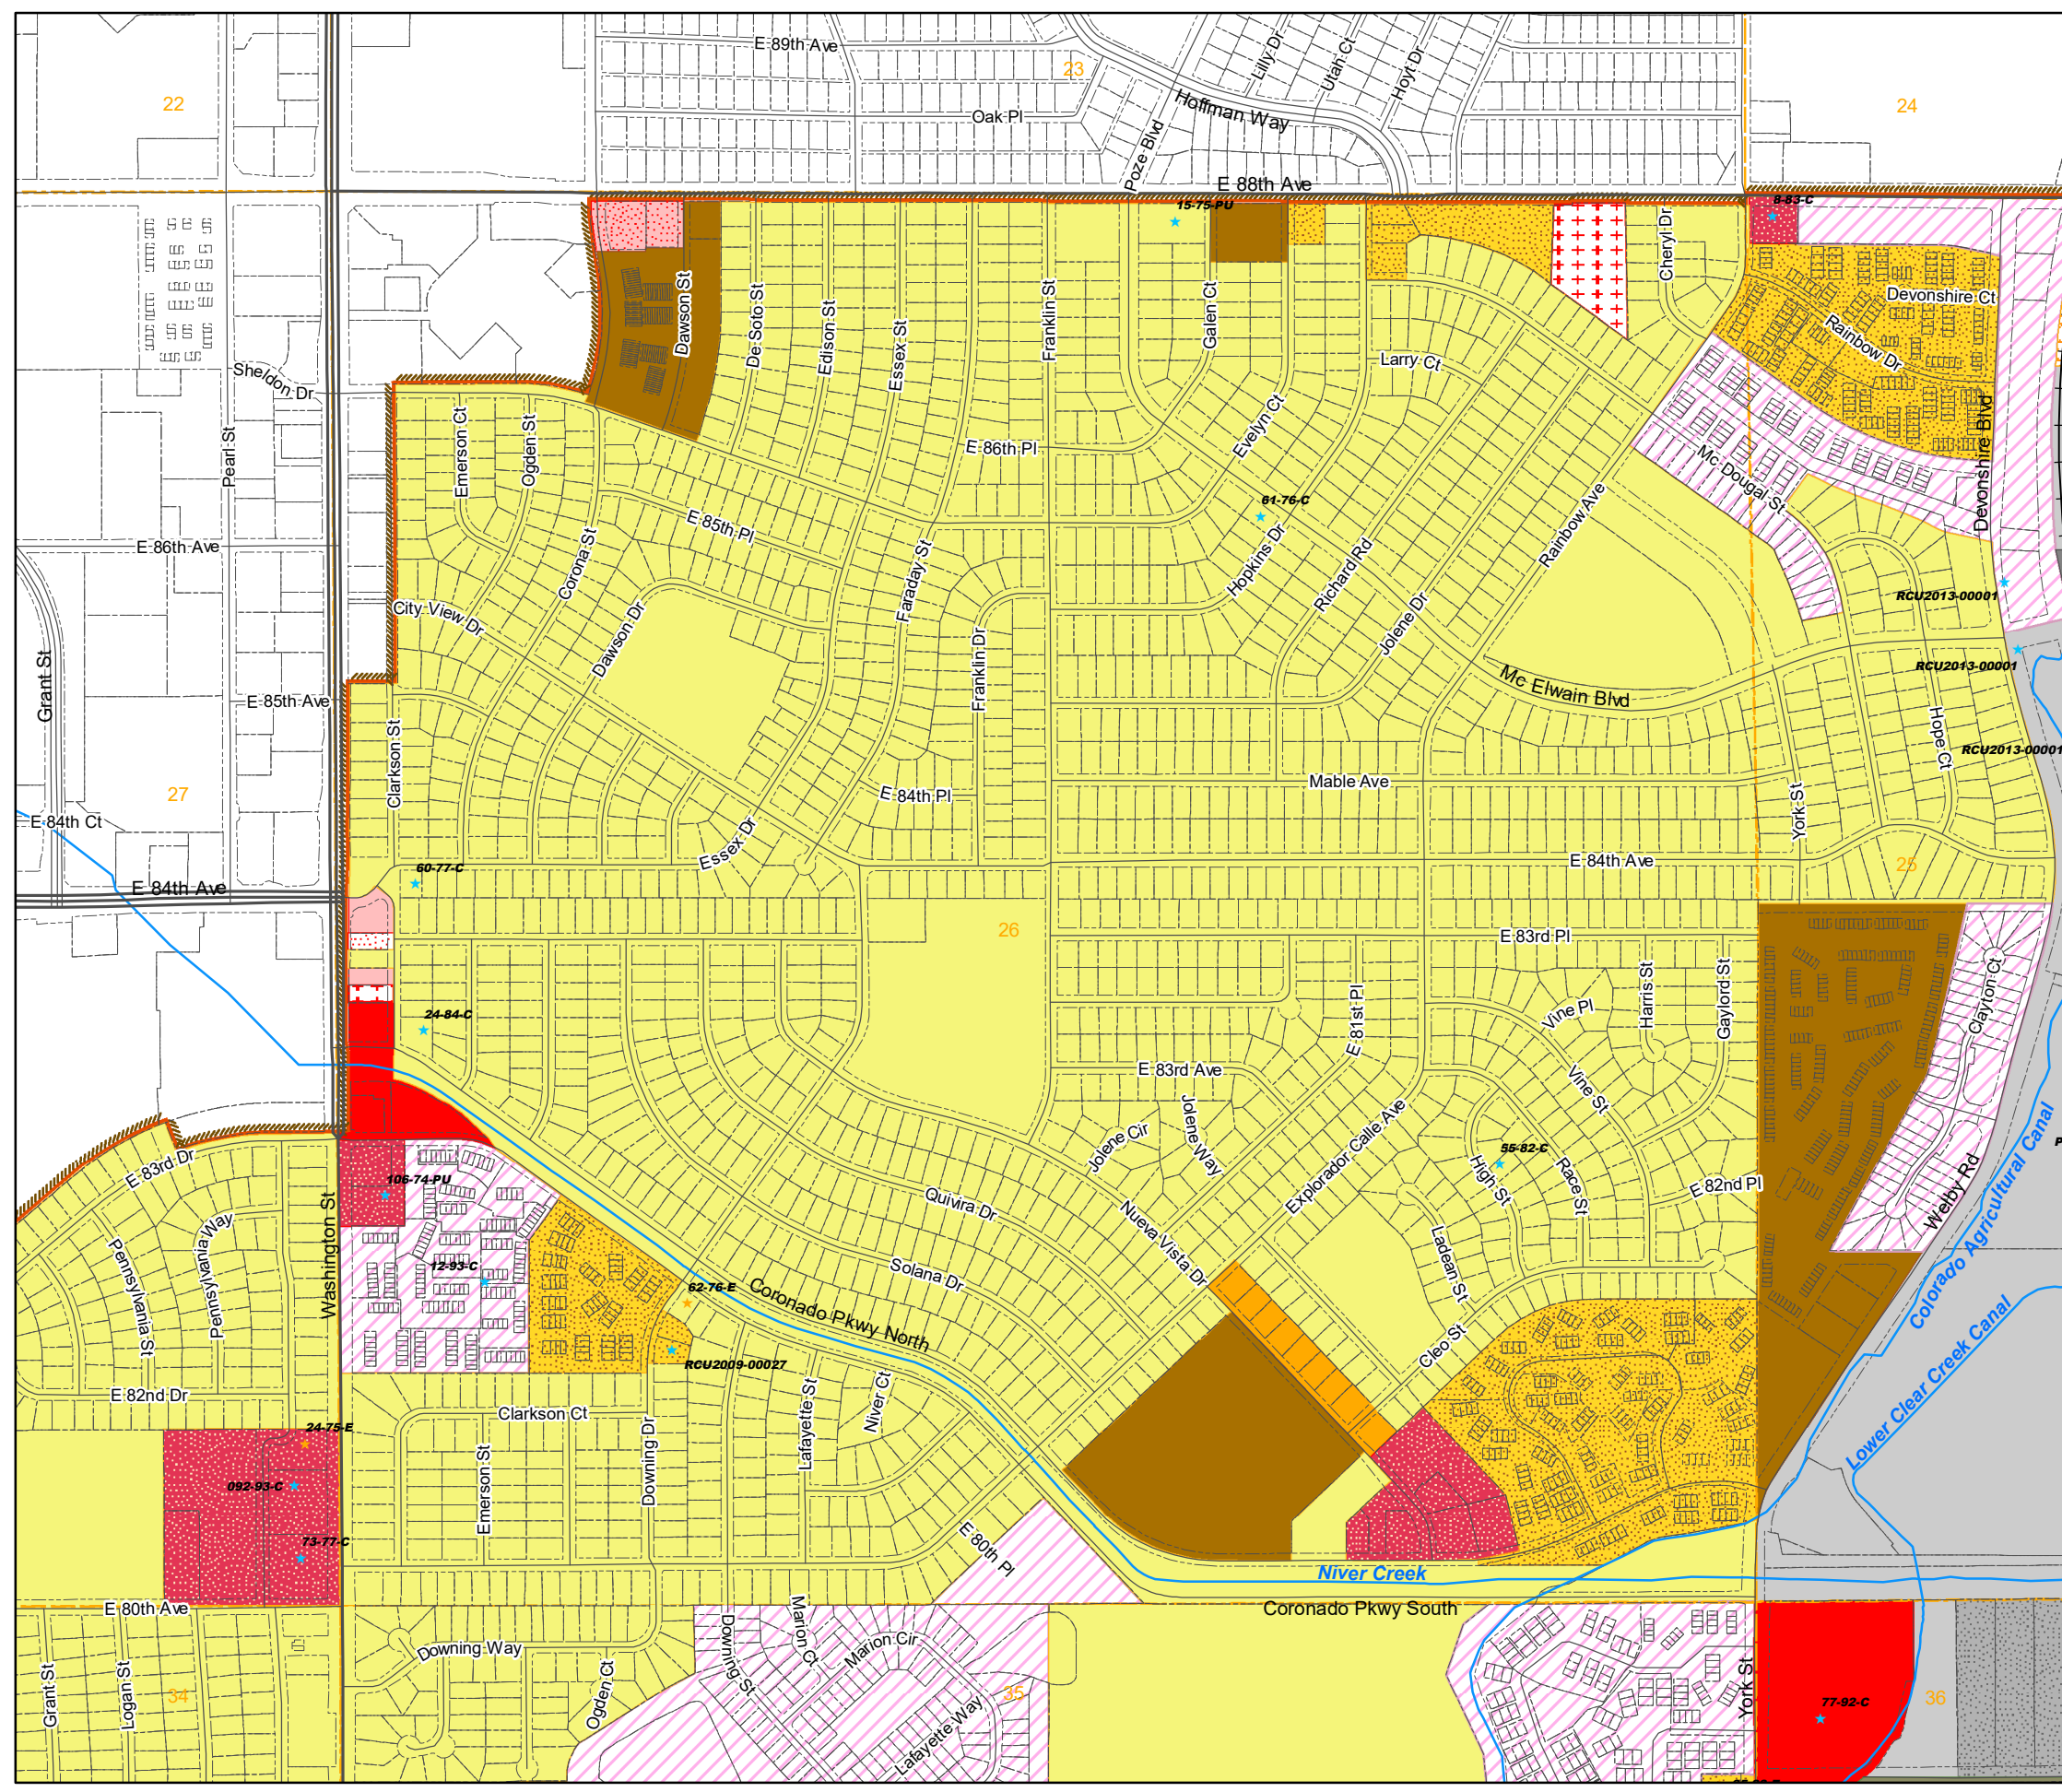 E 89th Ave
23
Lilly Dr
Utah Ct
Hoyt Dr
22
Hoffman Way
24
Oak Pl
Poze Blvd
E 88th Ave
8-83-C
15-75-PU
Cheryl Dr
Dawson St
De Soto St
Edison St
Essex St
Franklin St
Galen Ct
Devonshire Ct
Rainbow Dr
Larry Ct
Sheldon Dr
Pearl St
Emerson Ct
Ogden St
E 86th Pl
Evelyn Ct
Devonshire Blvd
Mc Dougal St
61-76-C
E 85th Pl
Rainbow Ave
E 86th Ave
Corona St
Faraday St
Hopkins Dr
Richard Rd
RCU2013-00001
City View Dr
Dawson Dr
Jolene Dr
Franklin Dr
RCU2013-00001
Grant St
Mc Elwain Blvd
E 85th Ave
Hope Ct
RCU2013-00001
Clarkson St
Mable Ave
27
E 84th Pl
York St
E 84th Ct
Essex Dr
E 84th Ave
25
60-77-C
E 84th Ave
26
E 83rd Pl
Harris St
Gaylord St
Clayton Ct
24-84-C
Vine Pl
E 81st Pl
E 83rd Ave
Vine St
Jolene Cir
Jolene Way
Explorador Calle Ave
55-82-C
E 83rd Dr
106-74-PU
High St
Race St
E 82nd Pl
Welby Rd
Colorado Agricultural Canal
Washington St
Quivira Dr
Nueva Vista Dr
Pennsylvania Way
Pennsylvania St
Ladean St
12-93-C
Solana Dr
62-76-E
Coronado Pkwy North
Cleo St
RCU2009-00027
Lower Clear Creek Canal
E 82nd Dr
Clarkson Ct
Lafayette St
Niver Ct
24-75-E
Downing Dr
Emerson St
092-93-C
73-77-C
E 80th Pl
Niver Creek
E 80th Ave
Coronado Pkwy South
Downing Way
Downing St
Marion Ct
Marion Cir
Grant St
Logan St
34
Ogden Ct
35
Lafayette Way
York St
77-92-C
36